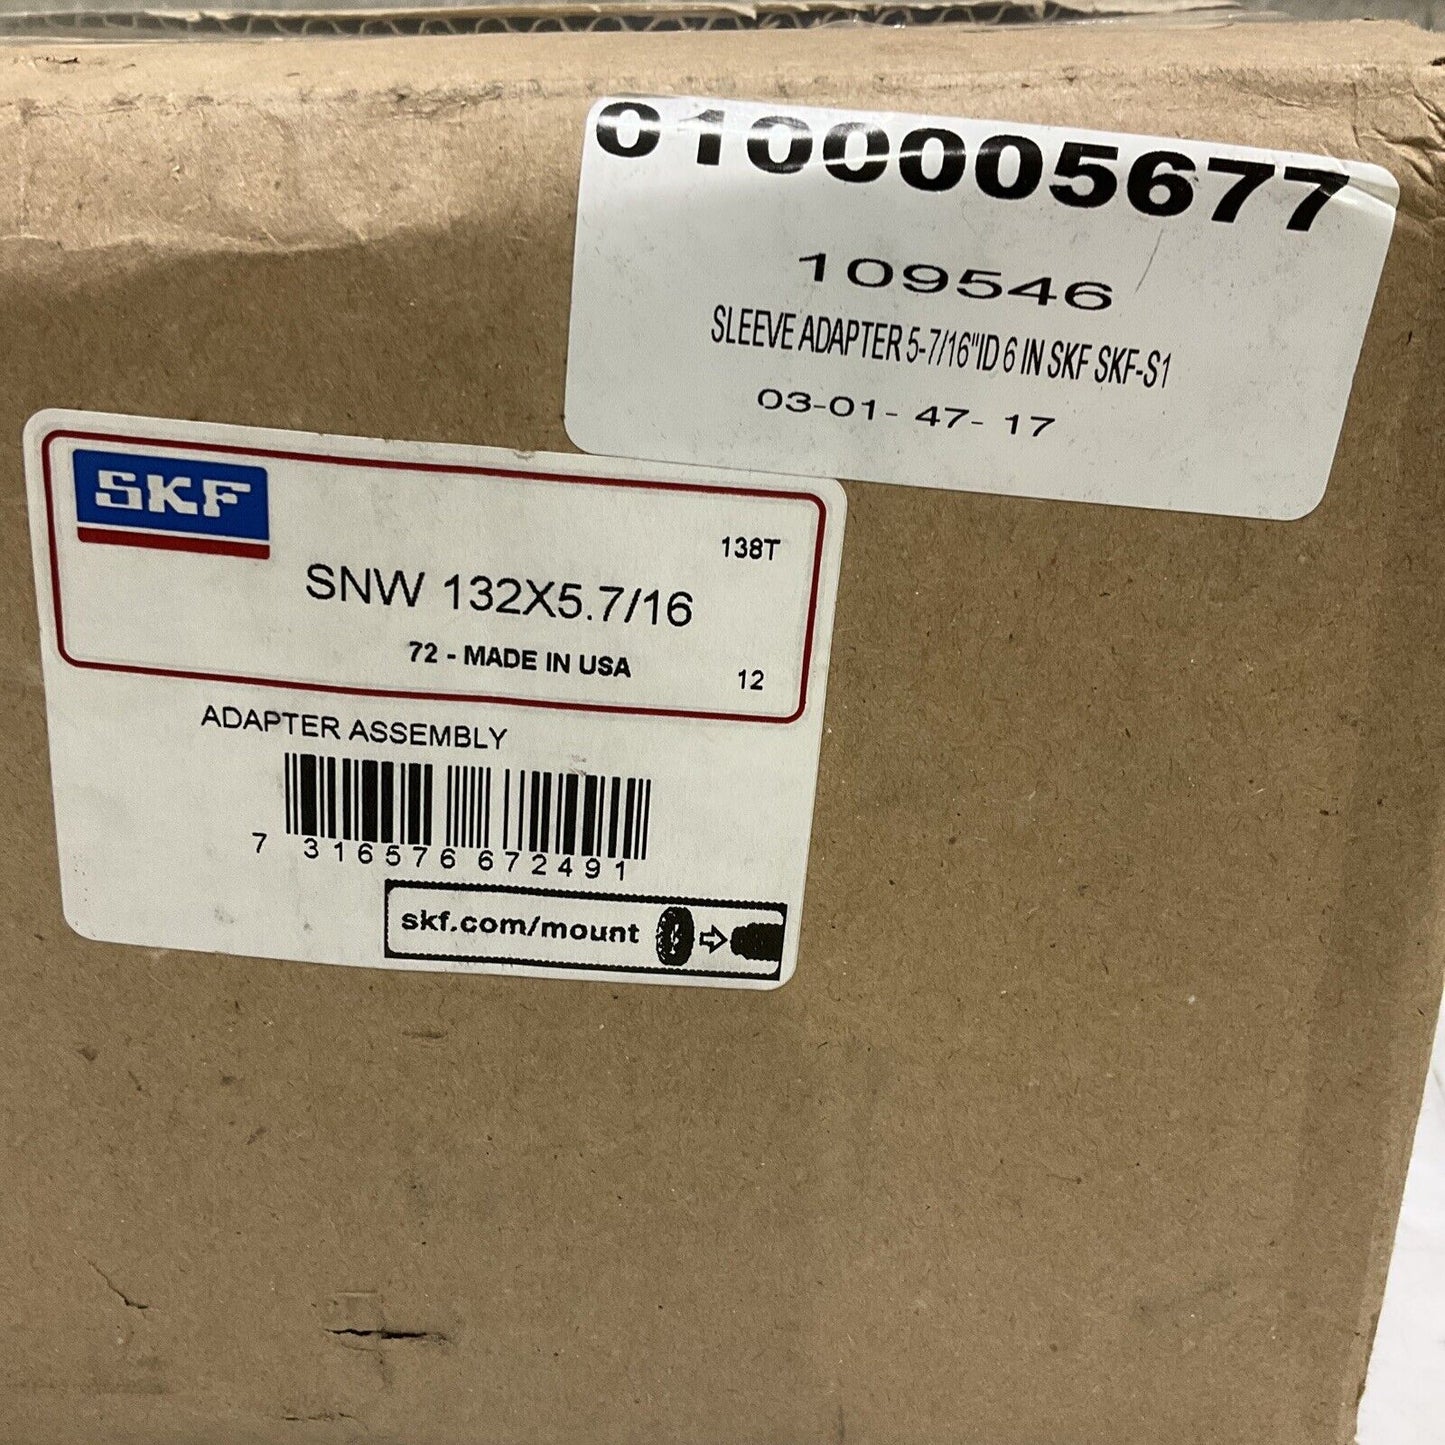 0100005677
109546
SLEEVE ADAPTER 5-7/16"ID 6 IN SKF SKF-S1
03-01- 47- 17
SKF
138T
SNW 132X5.7/16
72 - MADE IN USA
12
ADAPTER ASSEMBLY
7 316576 672491
skf.com/mount